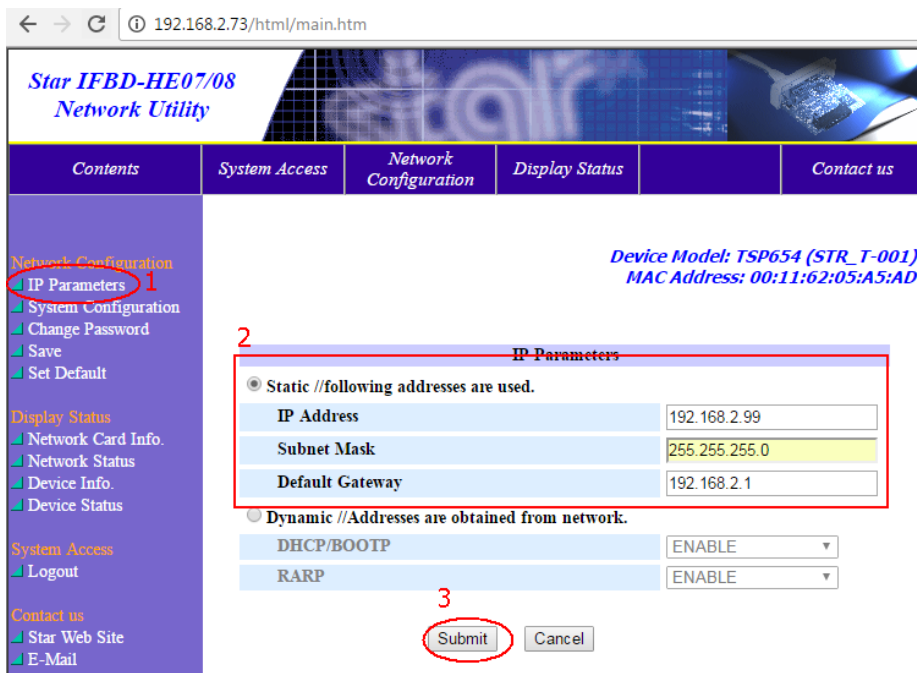 192.168.2.73/html/main.htm
Star IFBD-HE07/08
Network Utility
star
Contents
System Access
Network
Configuration
Display Status
Contact us
Device Model: TSP654 (STR_T-001)
MAC Address: 00:11:62:05:A5:AD
Network Configuration
IP Parameters
1
System Configuration
Change Password
Save
Set Default
Display Status
Network Card Info.
Network Status
Device Info.
Device Status
System Access
Logout
Contact us
Star Web Site
E-Mail
2
IP Parameters
Static //following addresses are used.
IP Address 192.168.2.99
Subnet Mask 255.255.255.0
Default Gateway 192.168.2.1
Dynamic //Addresses are obtained from network.
DHCP/BOOTP ENABLE
RARP ENABLE
3
Submit Cancel